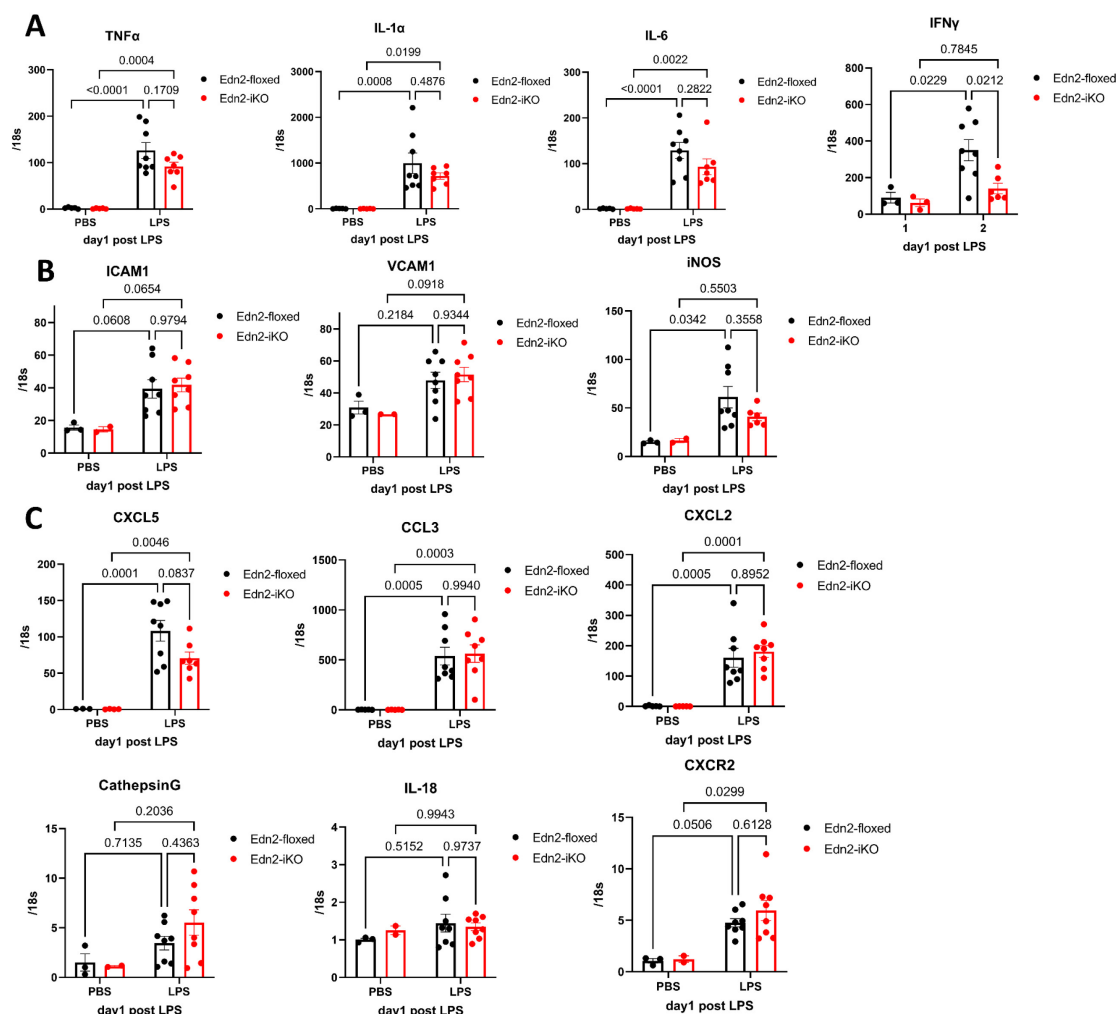 A
TNFα
0.0004
<0.0001 0.1709
Edn2-floxed
Edn2-iKO
300
200
100
0
/18s
PBS LPS
day1 post LPS
IL-1α
0.0199
0.0008 0.4876
Edn2-floxed
Edn2-iKO
3000
2000
1000
0
/18s
PBS LPS
day1 post LPS
IL-6
0.0022
<0.0001 0.2822
Edn2-floxed
Edn2-iKO
300
200
100
0
/18s
PBS LPS
day1 post LPS
IFNγ
0.7845
0.0229 0.0212
Edn2-floxed
Edn2-iKO
800
600
400
200
0
/18s
1 2
day1 post LPS
B
ICAM1
0.0654
0.0608 0.9794
Edn2-floxed
Edn2-iKO
80
60
40
20
0
/18s
PBS LPS
day1 post LPS
VCAM1
0.0918
0.2184 0.9344
Edn2-floxed
Edn2-iKO
80
60
40
20
0
/18s
PBS LPS
day1 post LPS
iNOS
0.5503
0.0342 0.3558
Edn2-floxed
Edn2-iKO
150
100
50
0
/18s
PBS LPS
day1 post LPS
C
CXCL5
0.0046
0.0001 0.0837
Edn2-floxed
Edn2-iKO
200
150
100
50
0
/18s
PBS LPS
day1 post LPS
CCL3
0.0003
0.0005 0.9940
Edn2-floxed
Edn2-iKO
1500
1000
500
0
/18s
PBS LPS
day1 post LPS
CXCL2
0.0001
0.0005 0.8952
Edn2-floxed
Edn2-iKO
500
400
300
200
100
0
/18s
PBS LPS
day1 post LPS
CathepsinG
0.2036
0.7135 0.4363
Edn2-floxed
Edn2-iKO
15
10
5
0
/18s
PBS LPS
day1 post LPS
IL-18
0.9943
0.5152 0.9737
Edn2-floxed
Edn2-iKO
4
3
2
1
0
/18s
PBS LPS
day1 post LPS
CXCR2
0.0299
0.0506 0.6128
Edn2-floxed
Edn2-iKO
15
10
5
0
/18s
PBS LPS
day1 post LPS